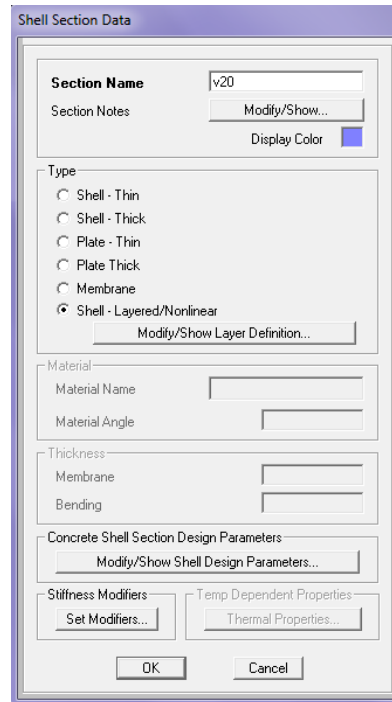 Shell Section Data
Section Name v20
Section Notes Modify/Show...
Display Color
Type
Shell - Thin
Shell - Thick
Plate - Thin
Plate Thick
Membrane
Shell - Layered/Nonlinear
Modify/Show Layer Definition...
Material
Material Name
Material Angle
Thickness
Membrane
Bending
Concrete Shell Section Design Parameters
Modify/Show Shell Design Parameters...
Stiffness Modifiers Temp Dependent Properties
Set Modifiers... Thermal Properties...
OK Cancel